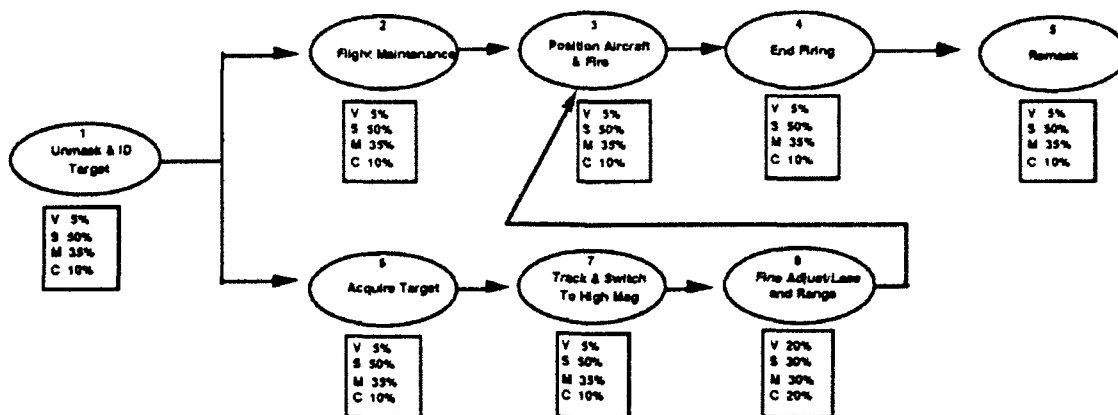 1
Unmask & ID
Target
V 5%
S 50%
M 35%
C 10%
2
Flight Maintenance
V 5%
S 50%
M 35%
C 10%
3
Position Aircraft
& Fire
V 5%
S 50%
M 35%
C 10%
4
End Firing
V 5%
S 50%
M 35%
C 10%
5
Remask
V 5%
S 50%
M 35%
C 10%
6
Acquire Target
V 5%
S 50%
M 35%
C 10%
7
Track & Switch
To High Mag
V 5%
S 50%
M 35%
C 10%
8
Fine Adjust/Lase
and Range
V 20%
S 30%
M 30%
C 20%